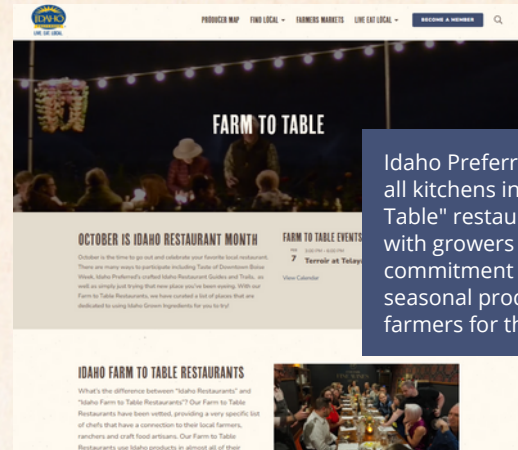 IDAHO
LIVE EAT LOCAL
PRODUCER MAP FIND LOCAL FARMERS MARKETS LIVE EAT LOCAL BECOME A MEMBER
FARM TO TABLE
Idaho Preferr
all kitchens in
Table" restau
with growers
commitment
seasonal prod
farmers for th
OCTOBER IS IDAHO RESTAURANT MONTH
October is the time to go out and celebrate your favorite local restaurant.
There are many ways to participate including Taste of Downtown Boise
Week, Idaho Preferred's crafted Idaho Restaurant Guides and Trails, as
well as simply just trying that new place you've been eyeing. With our
Farm to Table Restaurants, we have curated a list of places that are
dedicated to using Idaho Grown Ingredients for you to try!
FARM TO TABLE EVENTS
7 Terroir at Telay
View Calendar
IDAHO FARM TO TABLE RESTAURANTS
What's the difference between "Idaho Restaurants" and
"Idaho Farm to Table Restaurants"? Our Farm to Table
Restaurants have been vetted, providing a very specific list
of chefs that have a connection to their local farmers,
ranchers and craft food artisans. Our Farm to Table
Restaurants use Idaho products in almost all of their